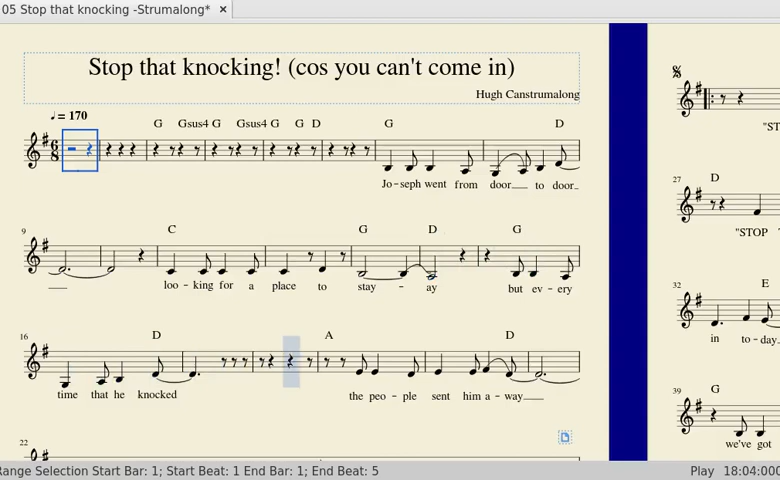 05 Stop that knocking -Strumalong* ×
Stop that knocking! (cos you can't come in)
Hugh Canstrumalong
♩ = 170
G Gsus4 G Gsus4 G G D G D
6
8
Jo - seph went from door to door
9
C G D G
loo - king for a place to stay - ay but ev - ery
16
D A D
time that he knocked the peo - ple sent him a - way
22
"ST
27
D
"STOP
32
E
in to - day
39
G
we've got
Range Selection Start Bar: 1; Start Beat: 1 End Bar: 1; End Beat: 5
Play 18:04:000